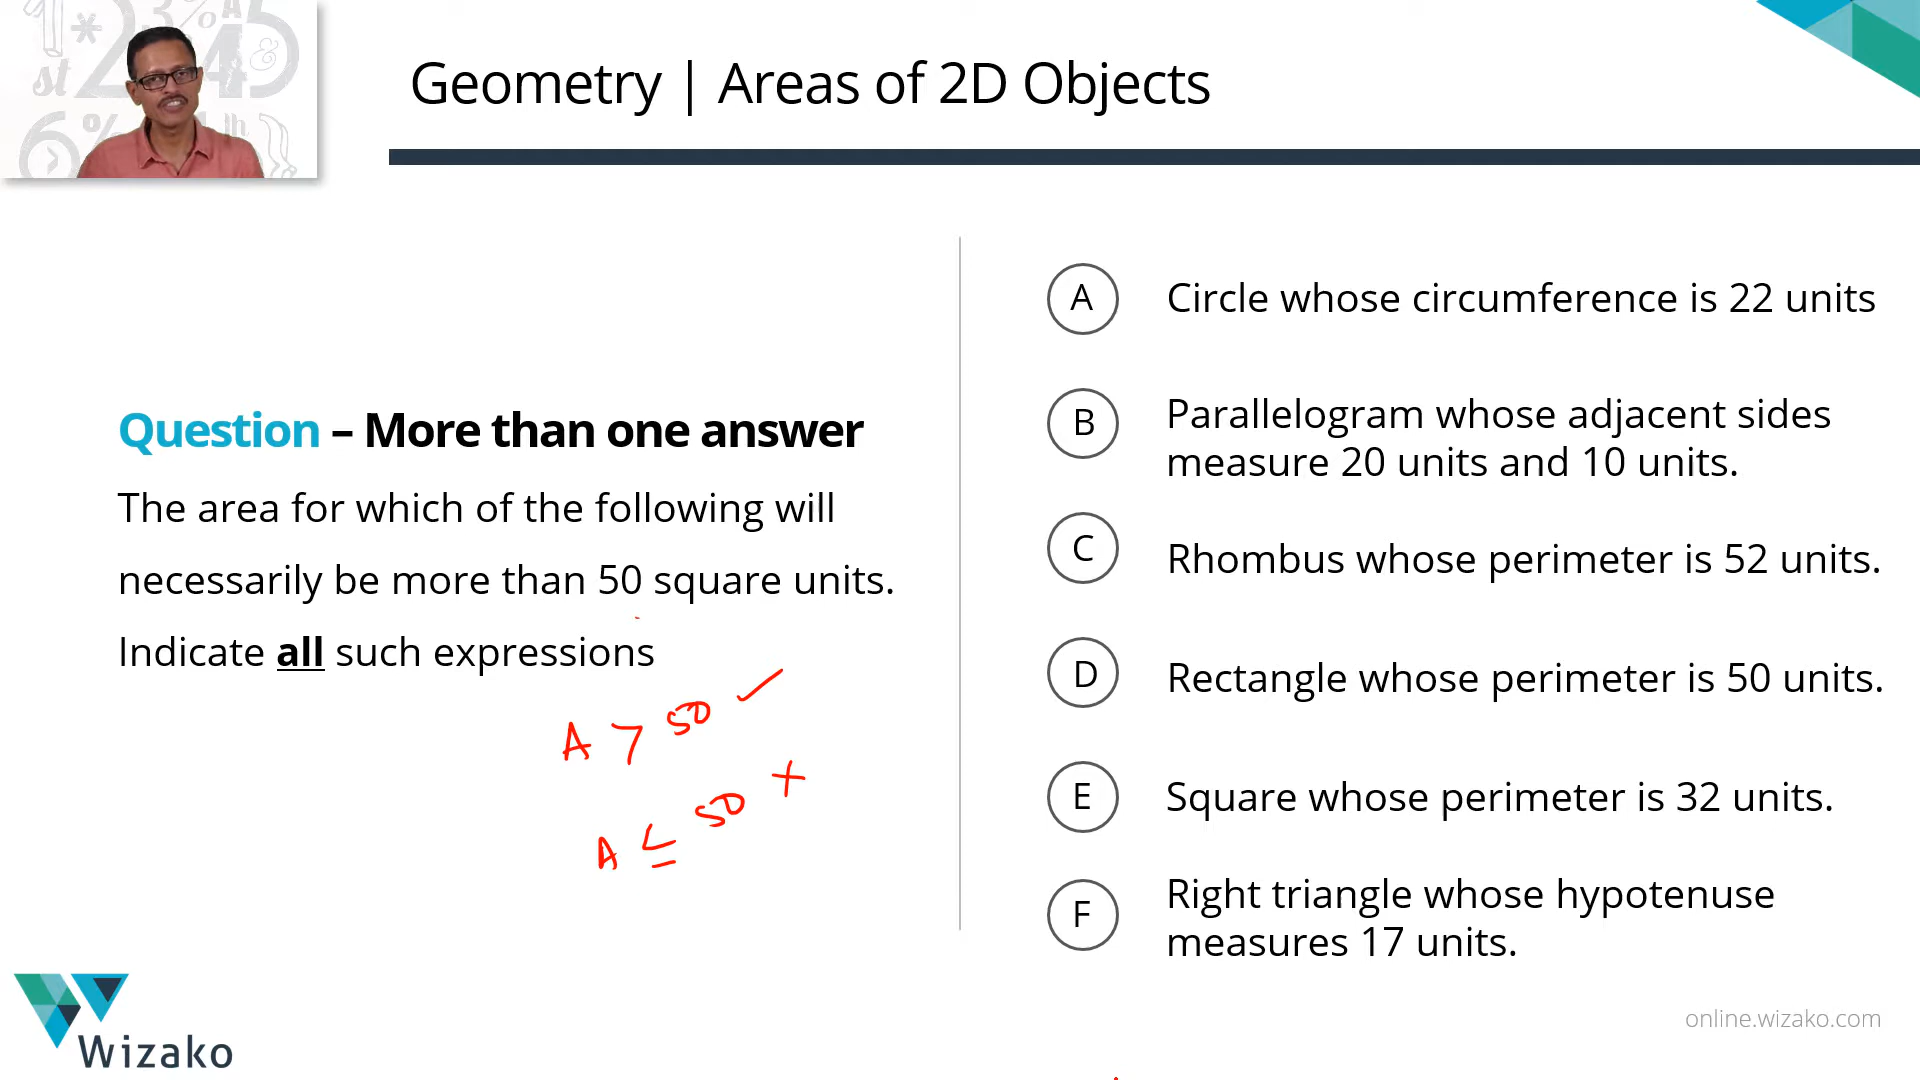 Geometry | Areas of 2D Objects
Question – More than one answer
The area for which of the following will
necessarily be more than 50 square units.
Indicate all such expressions
A > 50 ✓
A ≤ 50 ×
A Circle whose circumference is 22 units
B Parallelogram whose adjacent sides
measure 20 units and 10 units.
C Rhombus whose perimeter is 52 units.
D Rectangle whose perimeter is 50 units.
E Square whose perimeter is 32 units.
F Right triangle whose hypotenuse
measures 17 units.
Wizako
online.wizako.com